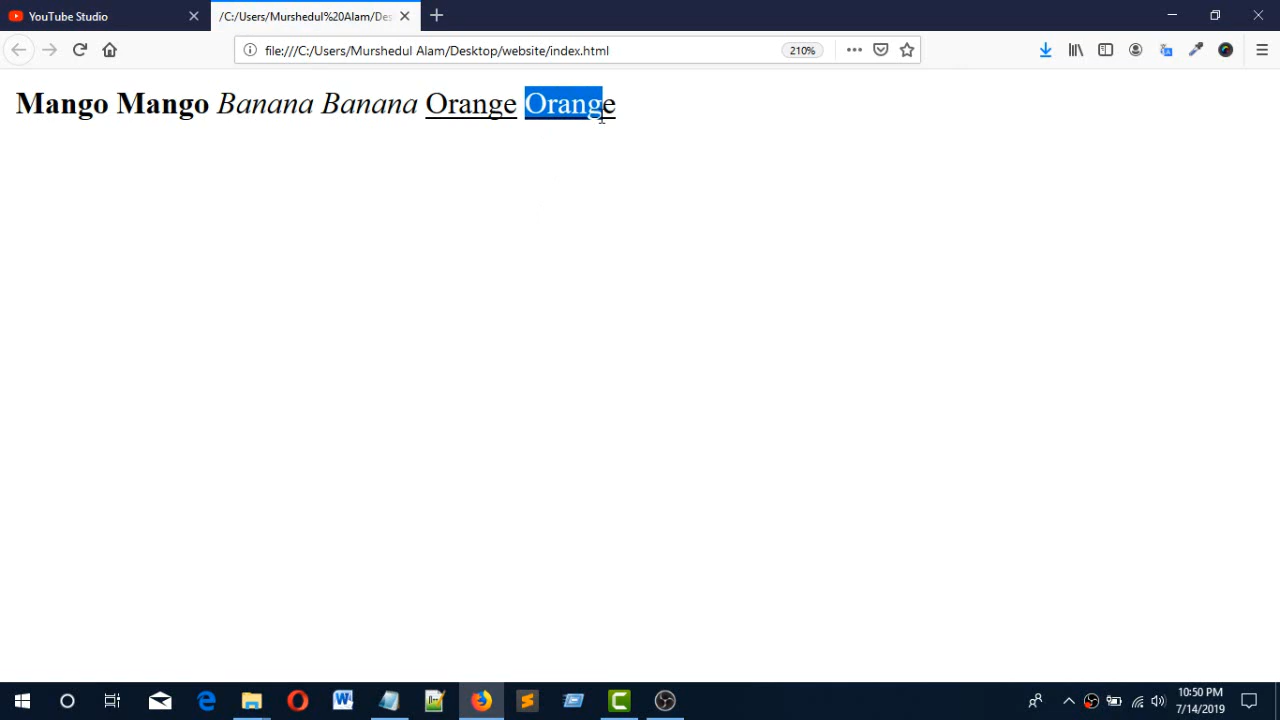 YouTube Studio
/C:/Users/Murshedul%20Alam/Des
file:///C:/Users/Murshedul Alam/Desktop/website/index.html
210%
Mango Mango Banana Banana Orange Orange
10:50 PM
7/14/2019